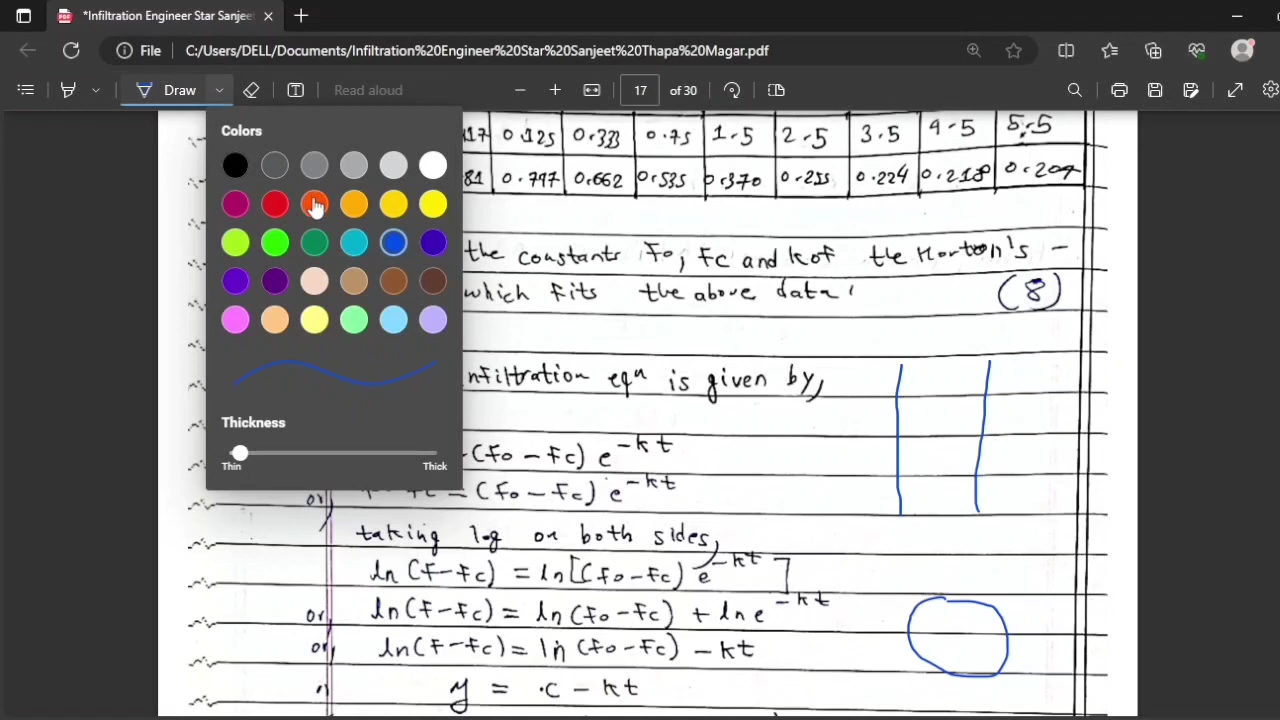 *Infiltration Engineer Star Sanjee
File
C:/Users/DELL/Documents/Infiltration%20Engineer%20Star%20Sanjeet%20Thapa%20Magar.pdf
Draw
Read aloud
17 of 30
Colors
Thickness
Thin
Thick
17 0.125 0.333 0.75 1.5 2.5 3.5 4.5 5.5
81 0.747 0.662 0.535 0.370 0.255 0.224 0.218 0.207
the constants fo, fc and k of the Horton's -
which fits the above data. (8)
nfiltration eqⁿ is given by,
(fo - fc) e^-kt
or, = (fo - fc) e^-kt
taking log on both sides,
ln (f-fc) = ln[(fo-fc) e^-kt]
or, ln(f-fc) = ln (fo-fc) + ln e^-kt
or, ln(f-fc) = ln (fo-fc) - kt
y = c - kt